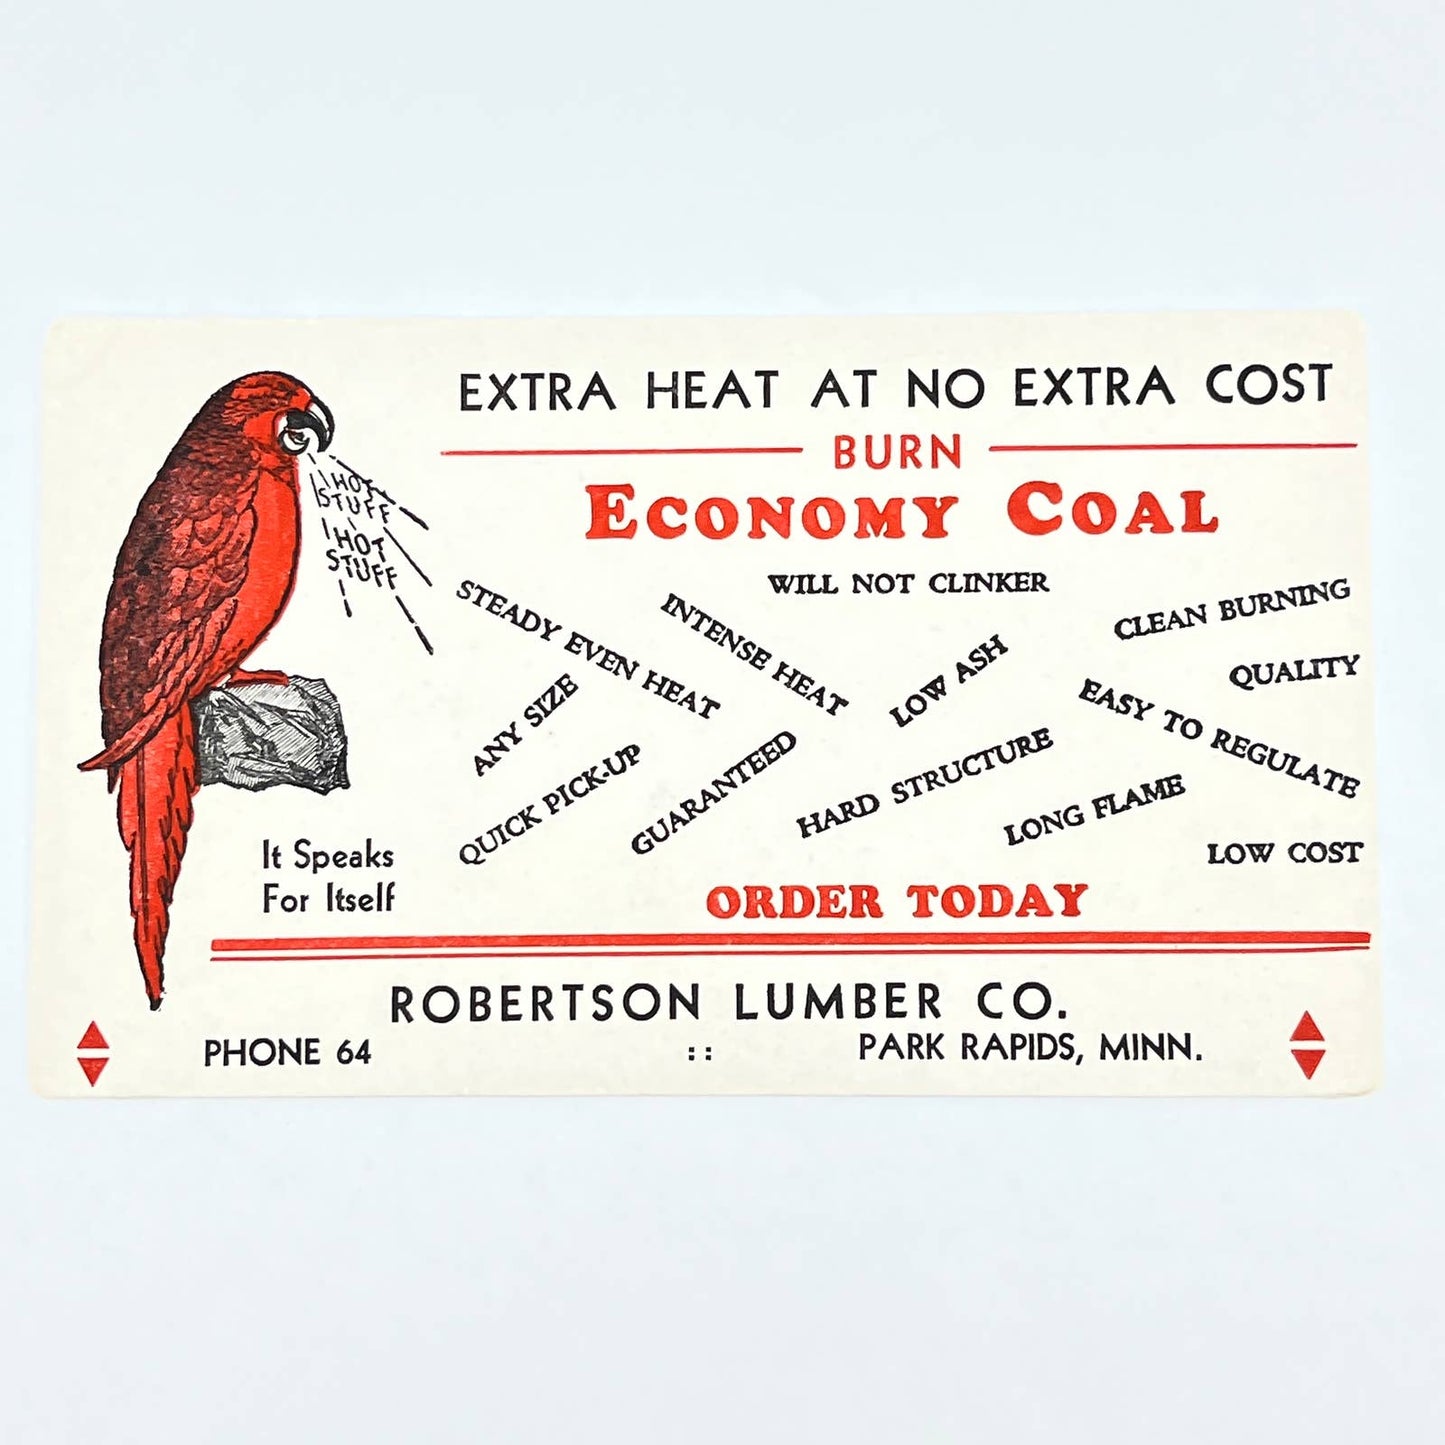 EXTRA HEAT AT NO EXTRA COST
BURN
ECONOMY COAL
WILL NOT CLINKER
HOT
STUFF
HOT
STUFF
STEADY EVEN HEAT
INTENSE HEAT
LOW ASH
CLEAN BURNING
QUALITY
ANY SIZE
EASY TO REGULATE
QUICK PICK-UP
GUARANTEED
HARD STRUCTURE
LONG FLAME
LOW COST
It Speaks
For Itself
ORDER TODAY
ROBERTSON LUMBER CO.
PHONE 64 :: PARK RAPIDS, MINN.